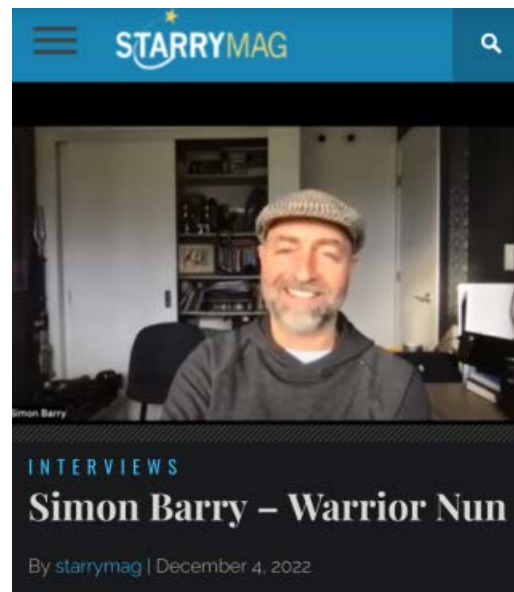 STARRYMAG
Simon Barry
INTERVIEWS
Simon Barry – Warrior Nun
By starrymag | December 4, 2022